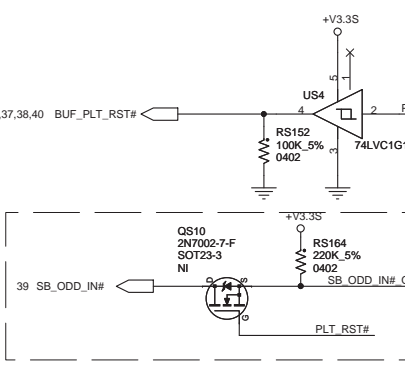 +V3.3S
5
1
US4
,37,38,40 BUF_PLT_RST#
4
2
RS152
100K_5%
0402
3
74LVC1G1
+V3.3S
QS10
2N7002-7-F
SOT23-3
NI
RS164
220K_5%
0402
39 SB_ODD_IN#
D
S
SB_ODD_IN#
G
PLT_RST#